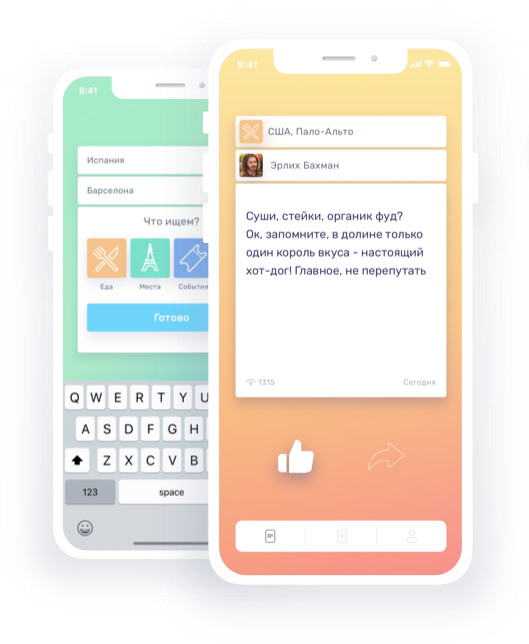 9:41
Испания
Барселона
Что ищем?
Еда
Места
События
Готово
Q W E R T Y U
A S D F G H
Z X C V B
123
space
9:41
США, Пало-Альто
Эрлих Бахман
Суши, стейки, органик фуд?
Ок, запомните, в долине только
один король вкуса - настоящий
хот-дог! Главное, не перепутать
1315
Сегодня